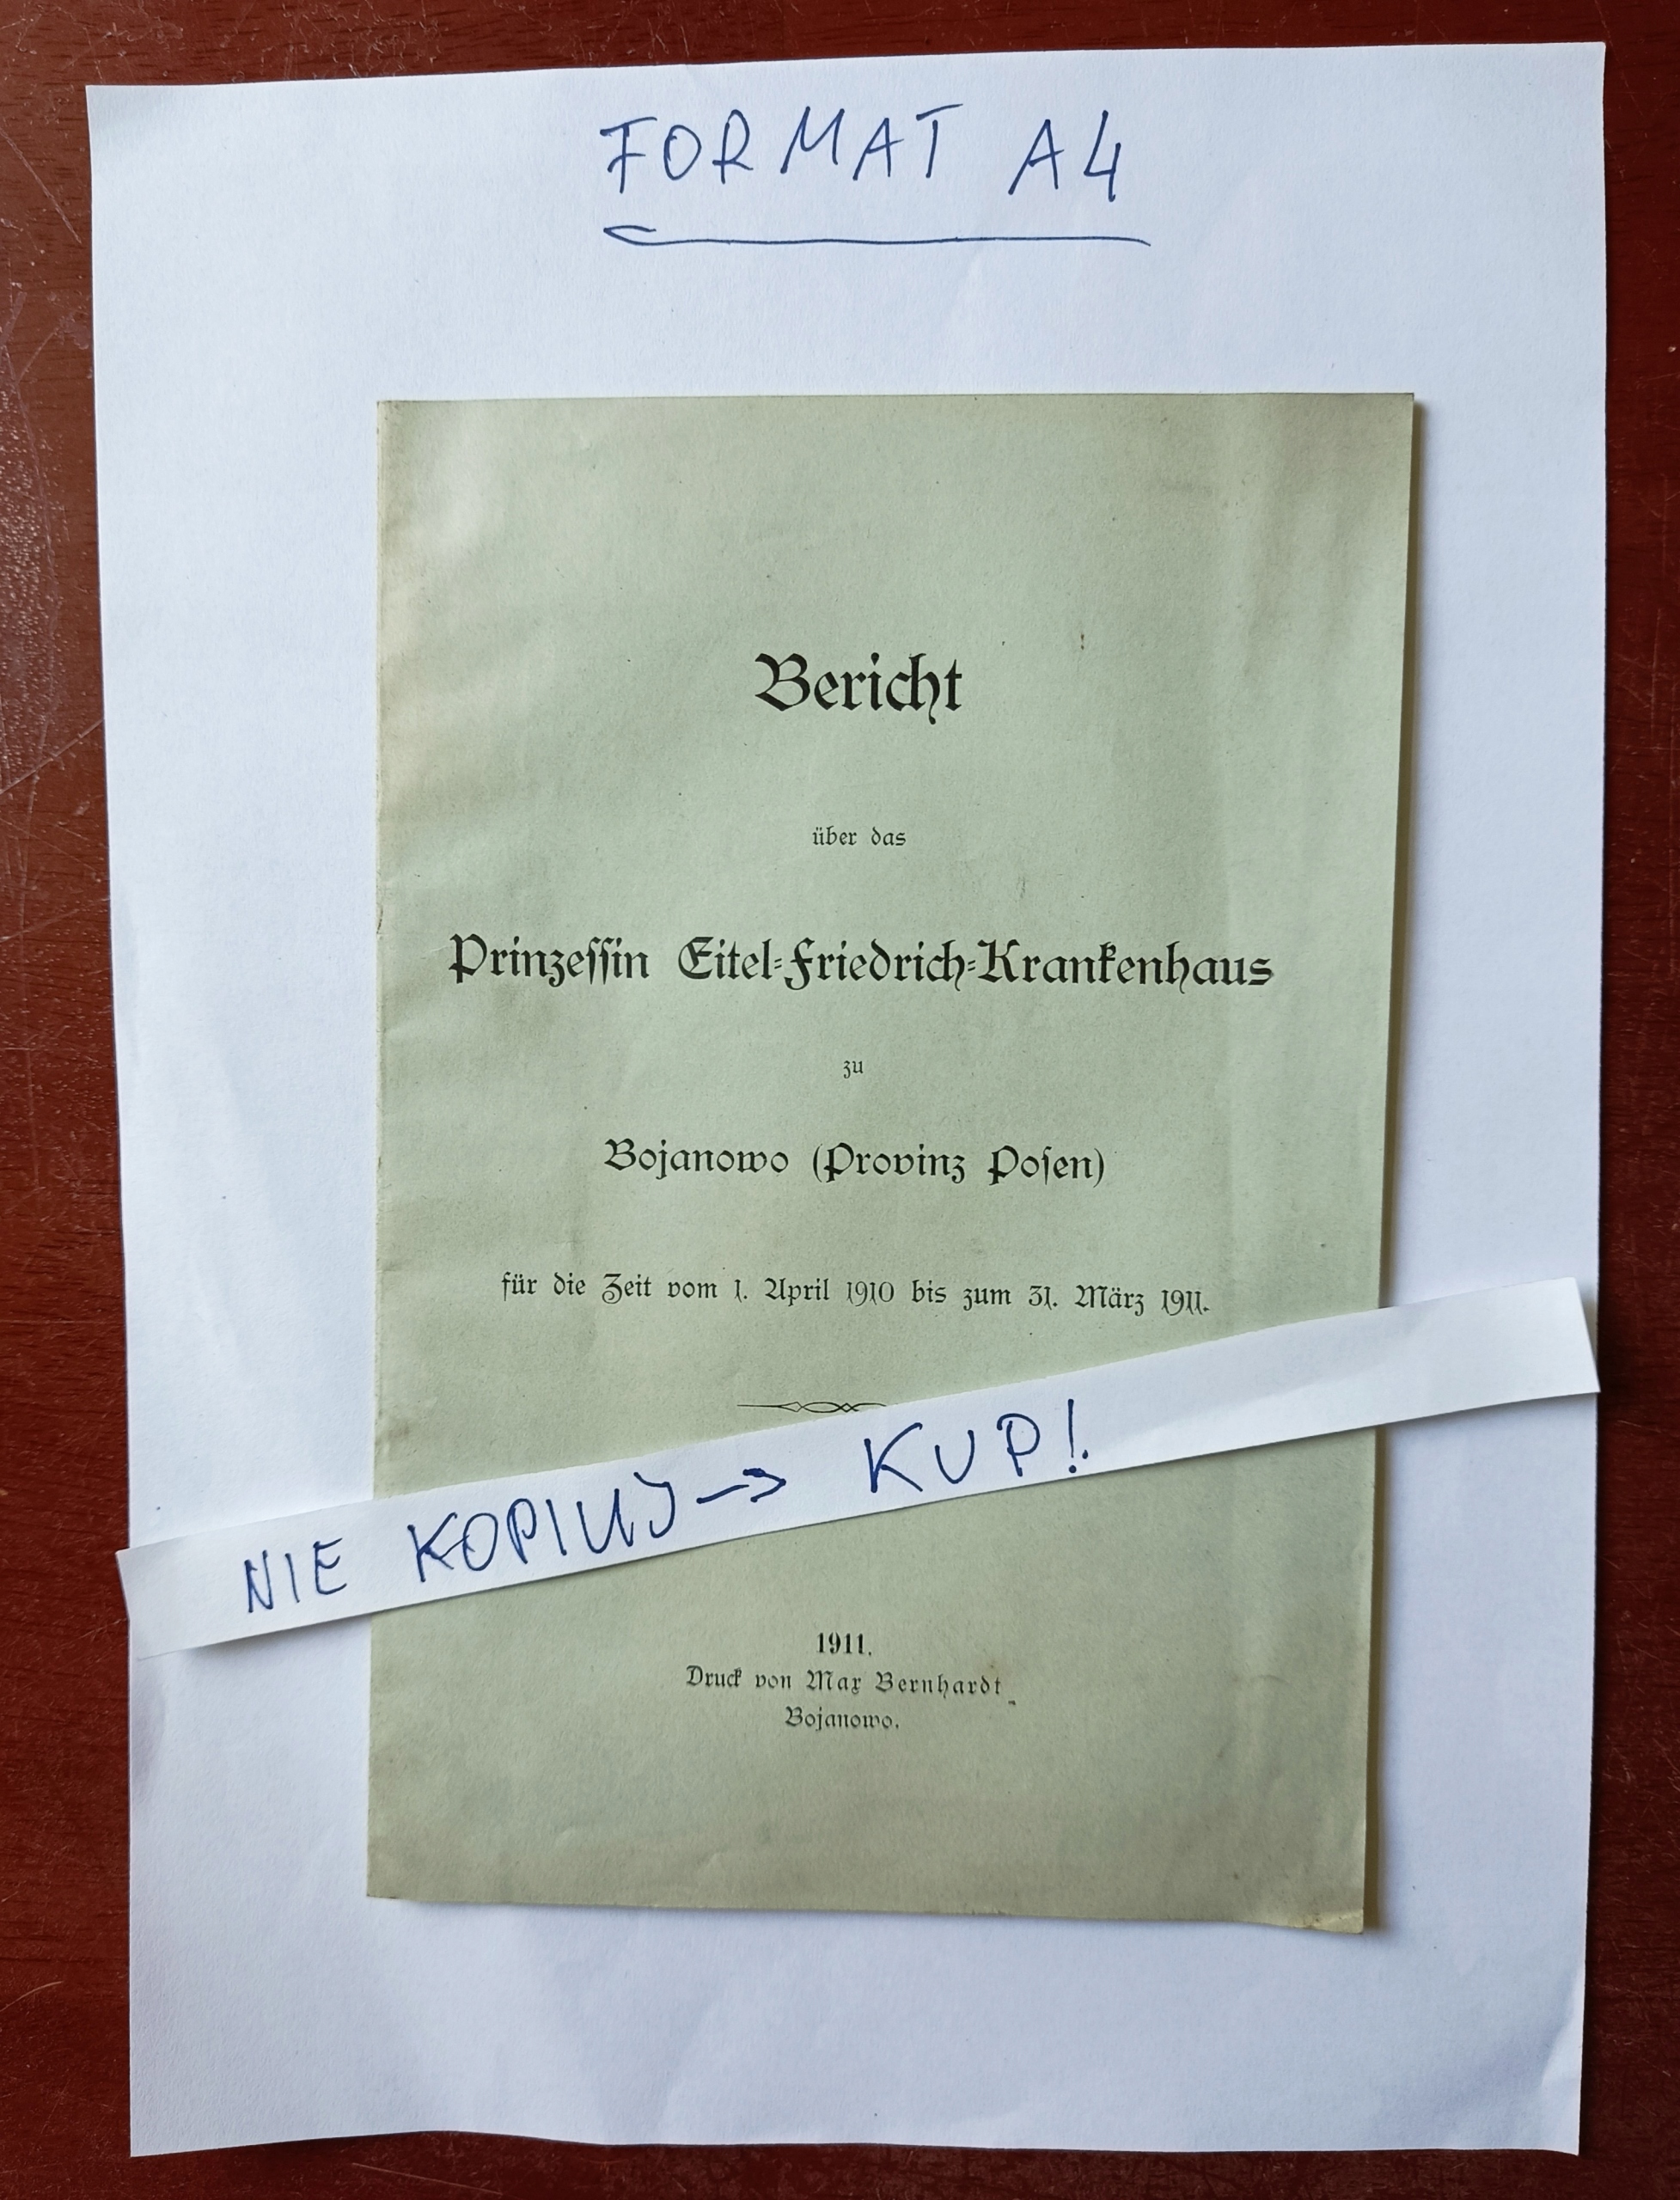 FORMAT A4
Bericht
über das
Prinzessin Eitel-Friedrich-Krankenhaus
zu
Bojanowo (Provinz Posen)
für die Zeit vom 1. April 1910 bis zum 31. März 1911.
NIE KOPIUJ → KUP!
1911.
Druck von Max Bernhardt
Bojanowo.